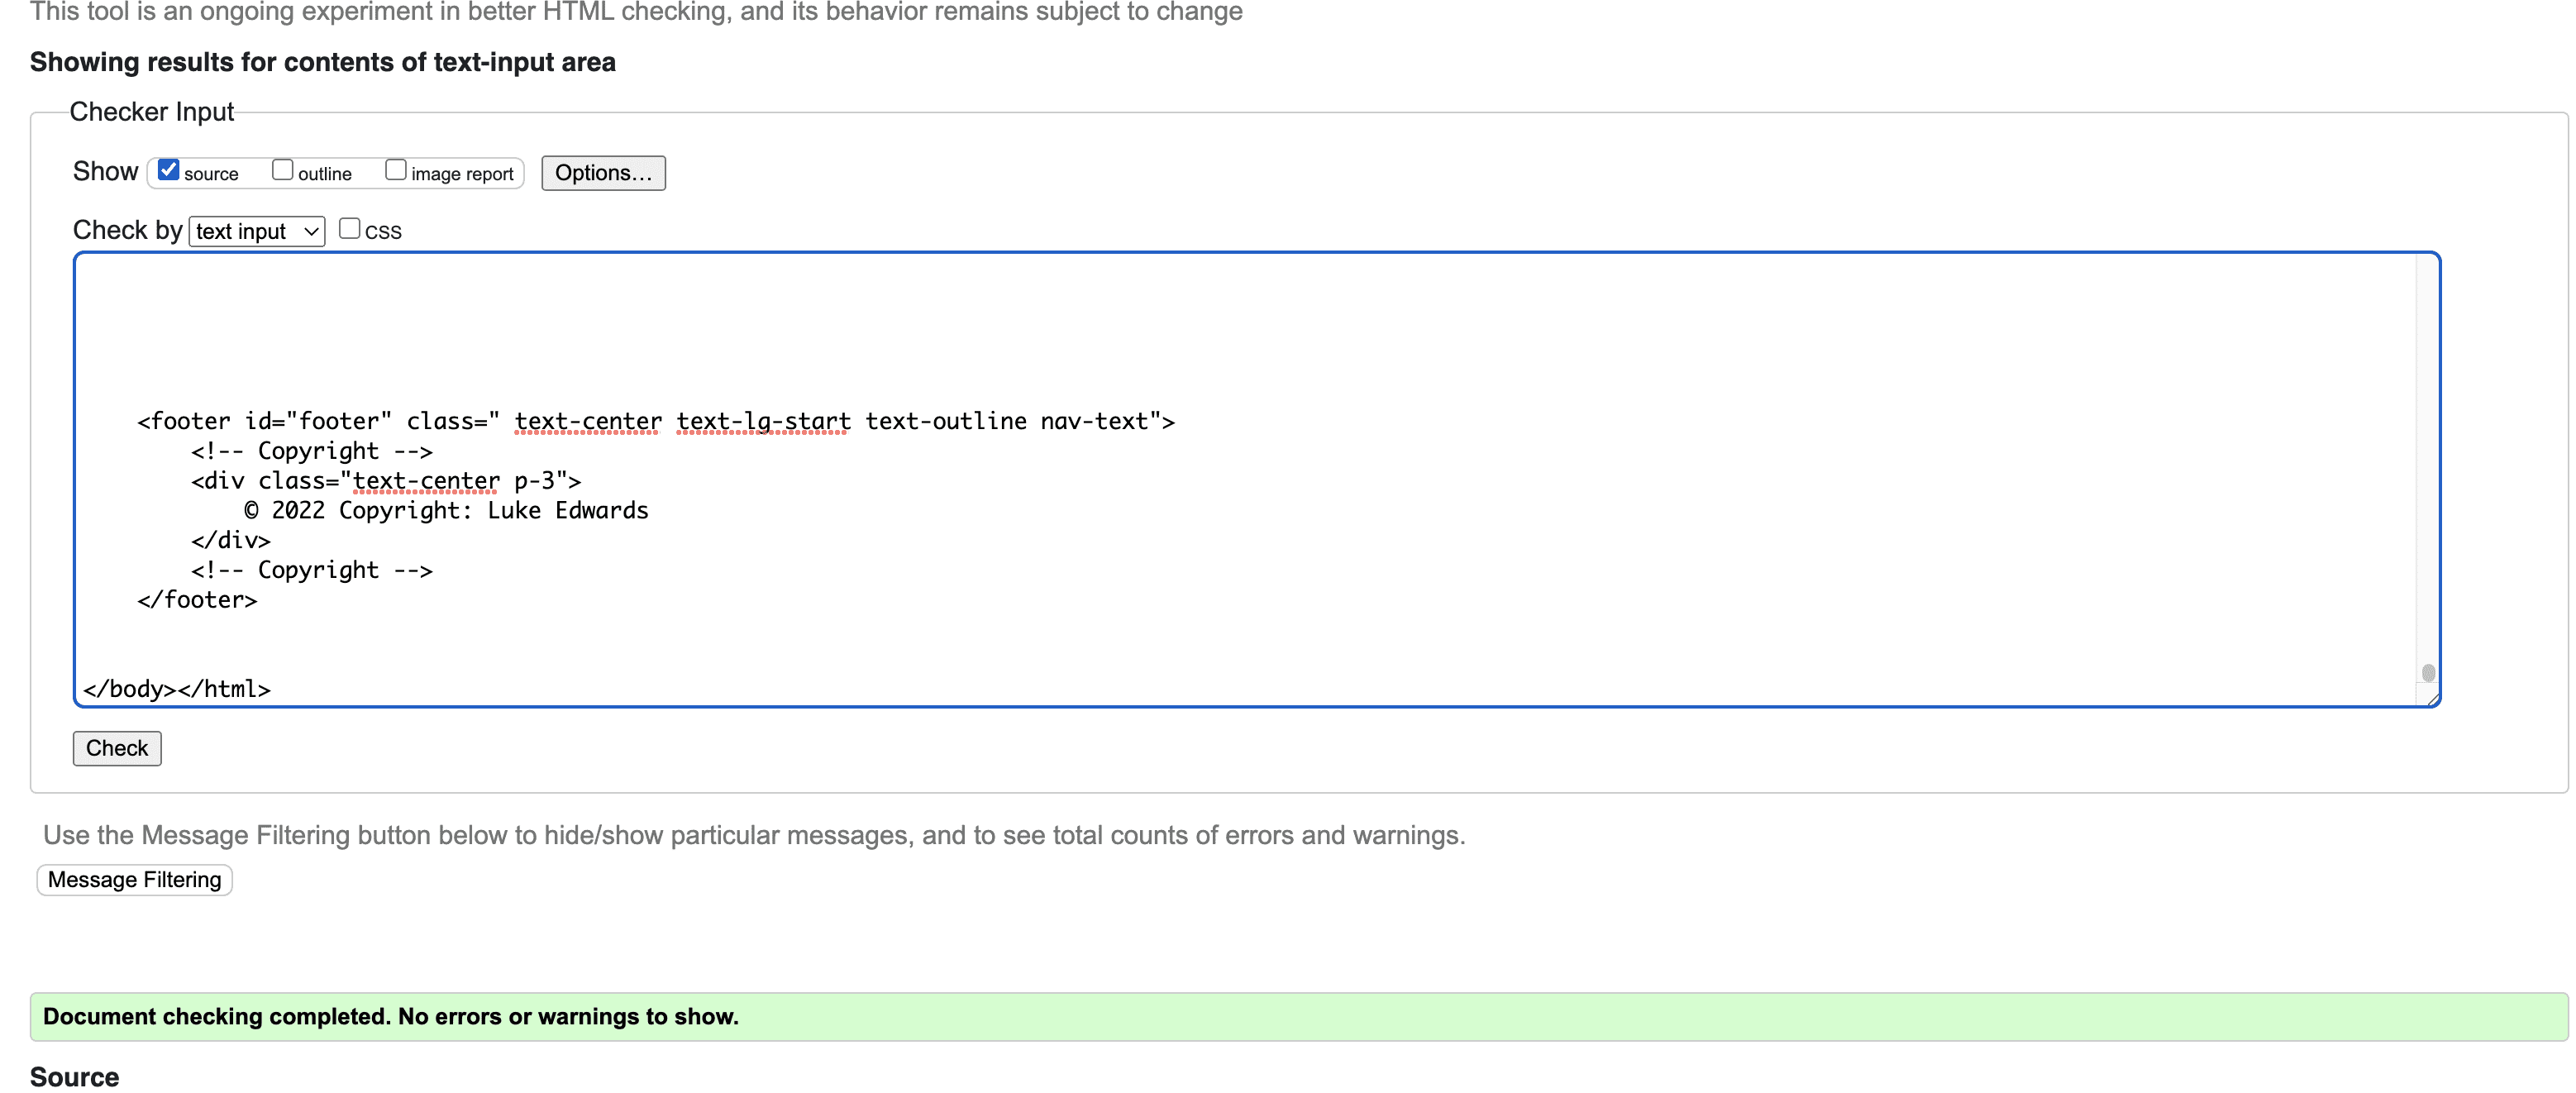 This tool is an ongoing experiment in better HTML checking, and its behavior remains subject to change
Showing results for contents of text-input area
Checker Input
Show source outline image report Options...
Check by text input CSS
<footer id="footer" class=" text-center text-lg-start text-outline nav-text">
<!-- Copyright -->
<div class="text-center p-3">
© 2022 Copyright: Luke Edwards
</div>
<!-- Copyright -->
</footer>
</body></html>
Check
Use the Message Filtering button below to hide/show particular messages, and to see total counts of errors and warnings.
Message Filtering
Document checking completed. No errors or warnings to show.
Source